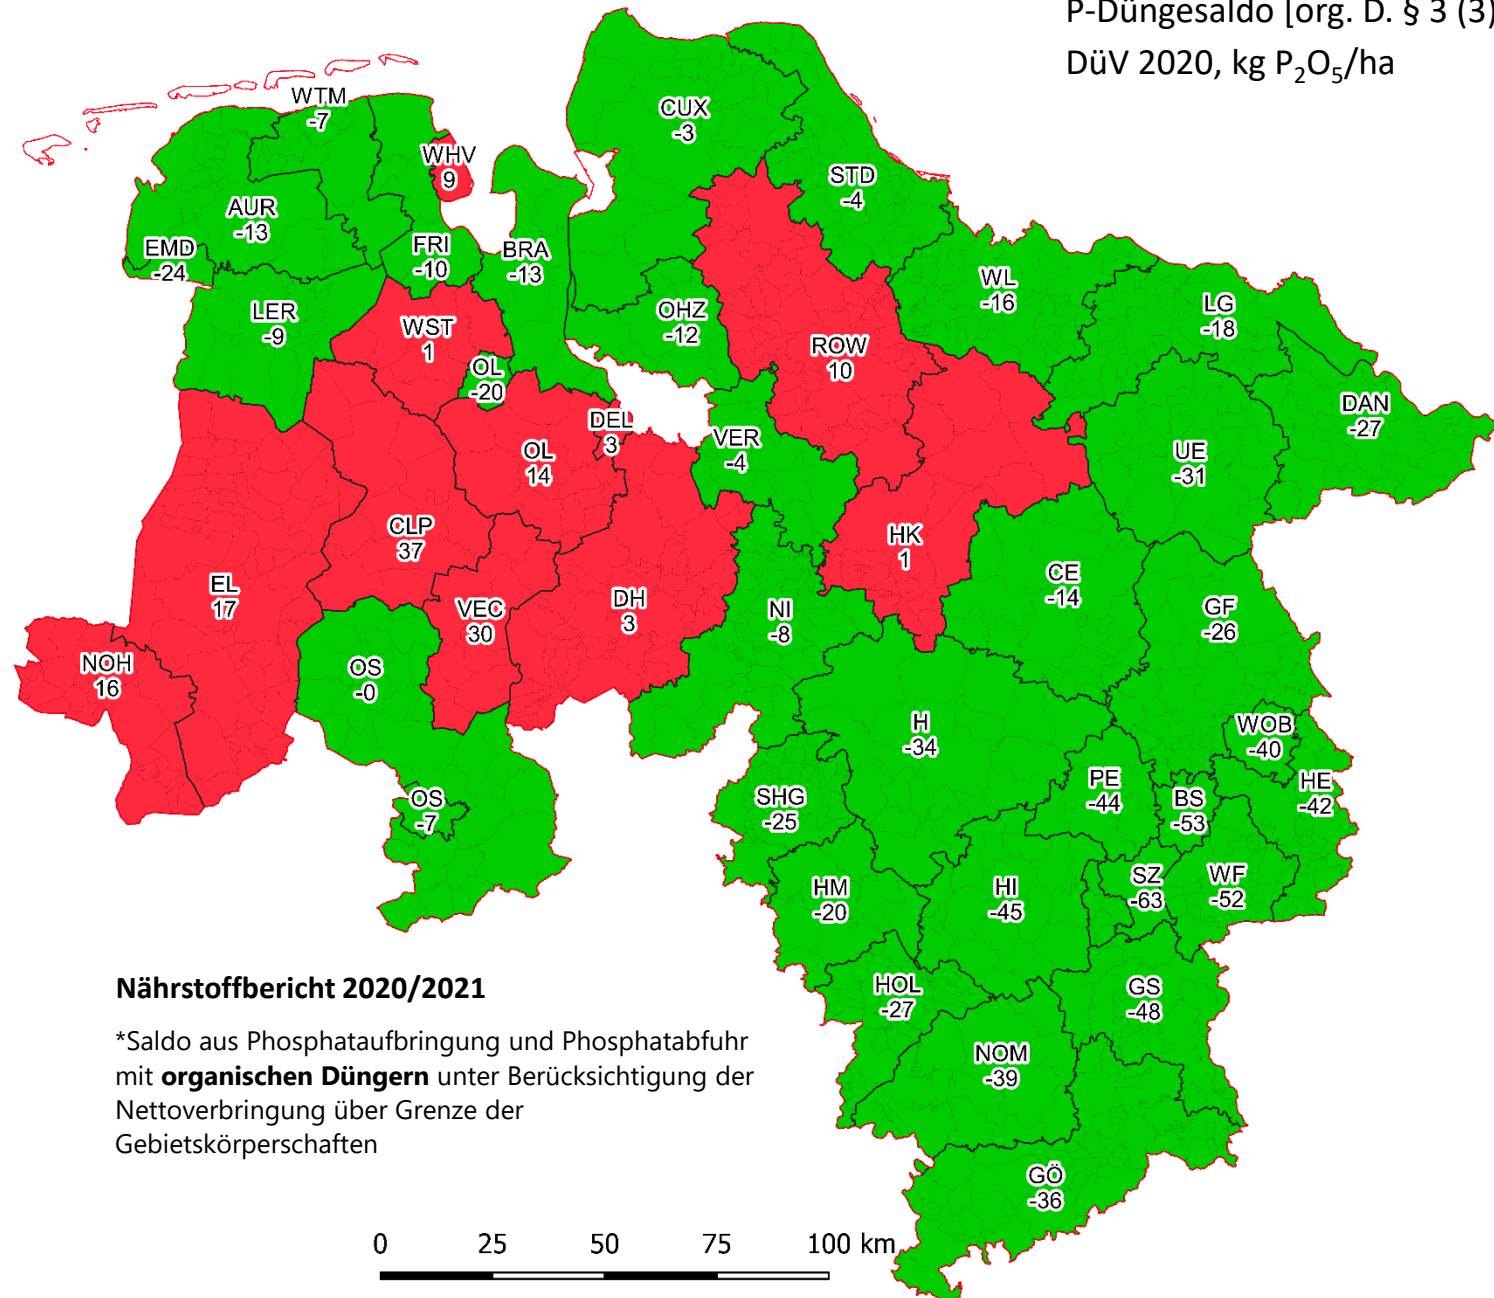 P-Düngesaldo [org. D. § 3 (3)
DüV 2020, kg P₂O₅/ha
WTM
-7
CUX
-3
WHV
9
STD
-4
AUR
-13
EMD
-24
FRI
-10
BRA
-13
WL
-16
LG
-18
LER
-9
OHZ
-12
WST
1
ROW
10
OL
-20
DAN
-27
DEL
3
VER
-4
OL
14
UE
-31
CLP
37
HK
1
EL
17
CE
-14
VEC
30
DH
3
NI
-8
GF
-26
NOH
16
OS
-0
H
-34
WOB
-40
PE
-44
HE
-42
OS
-7
SHG
-25
BS
-53
HM
-20
HI
-45
SZ
-63
WF
-52
HOL
-27
GS
-48
NOM
-39
GÖ
-36
Nährstoffbericht 2020/2021
*Saldo aus Phosphataufbringung und Phosphatabfuhr
mit organischen Düngern unter Berücksichtigung der
Nettoverbringung über Grenze der
Gebietskörperschaften
0 25 50 75 100 km